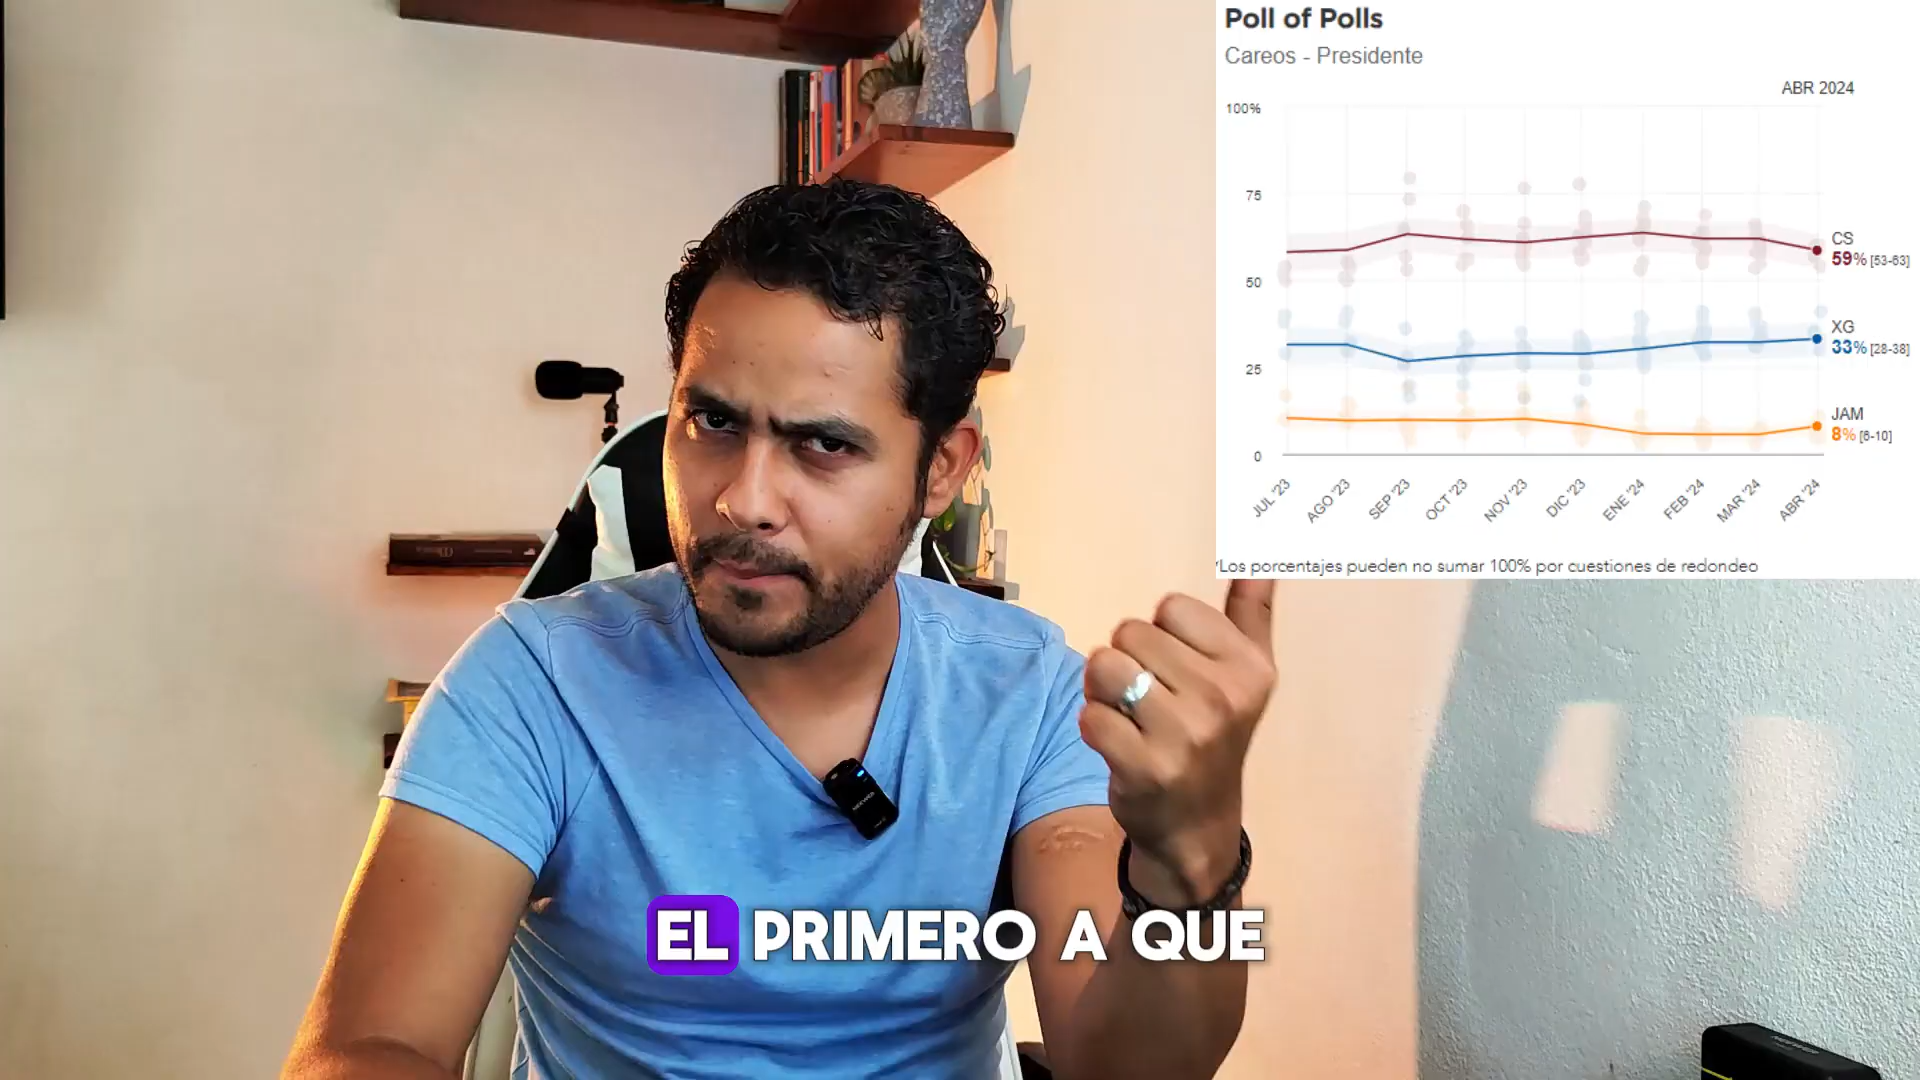 Poll of Polls
Careos - Presidente
ABR 2024
100%
75
50
25
0
CS
59% [53-63]
XG
33% [28-38]
JAM
8% [6-10]
JUL '23
AGO '23
SEP '23
OCT '23
NOV '23
DIC '23
ENE '24
FEB '24
MAR '24
ABR '24
*Los porcentajes pueden no sumar 100% por cuestiones de redondeo
EL PRIMERO A QUE